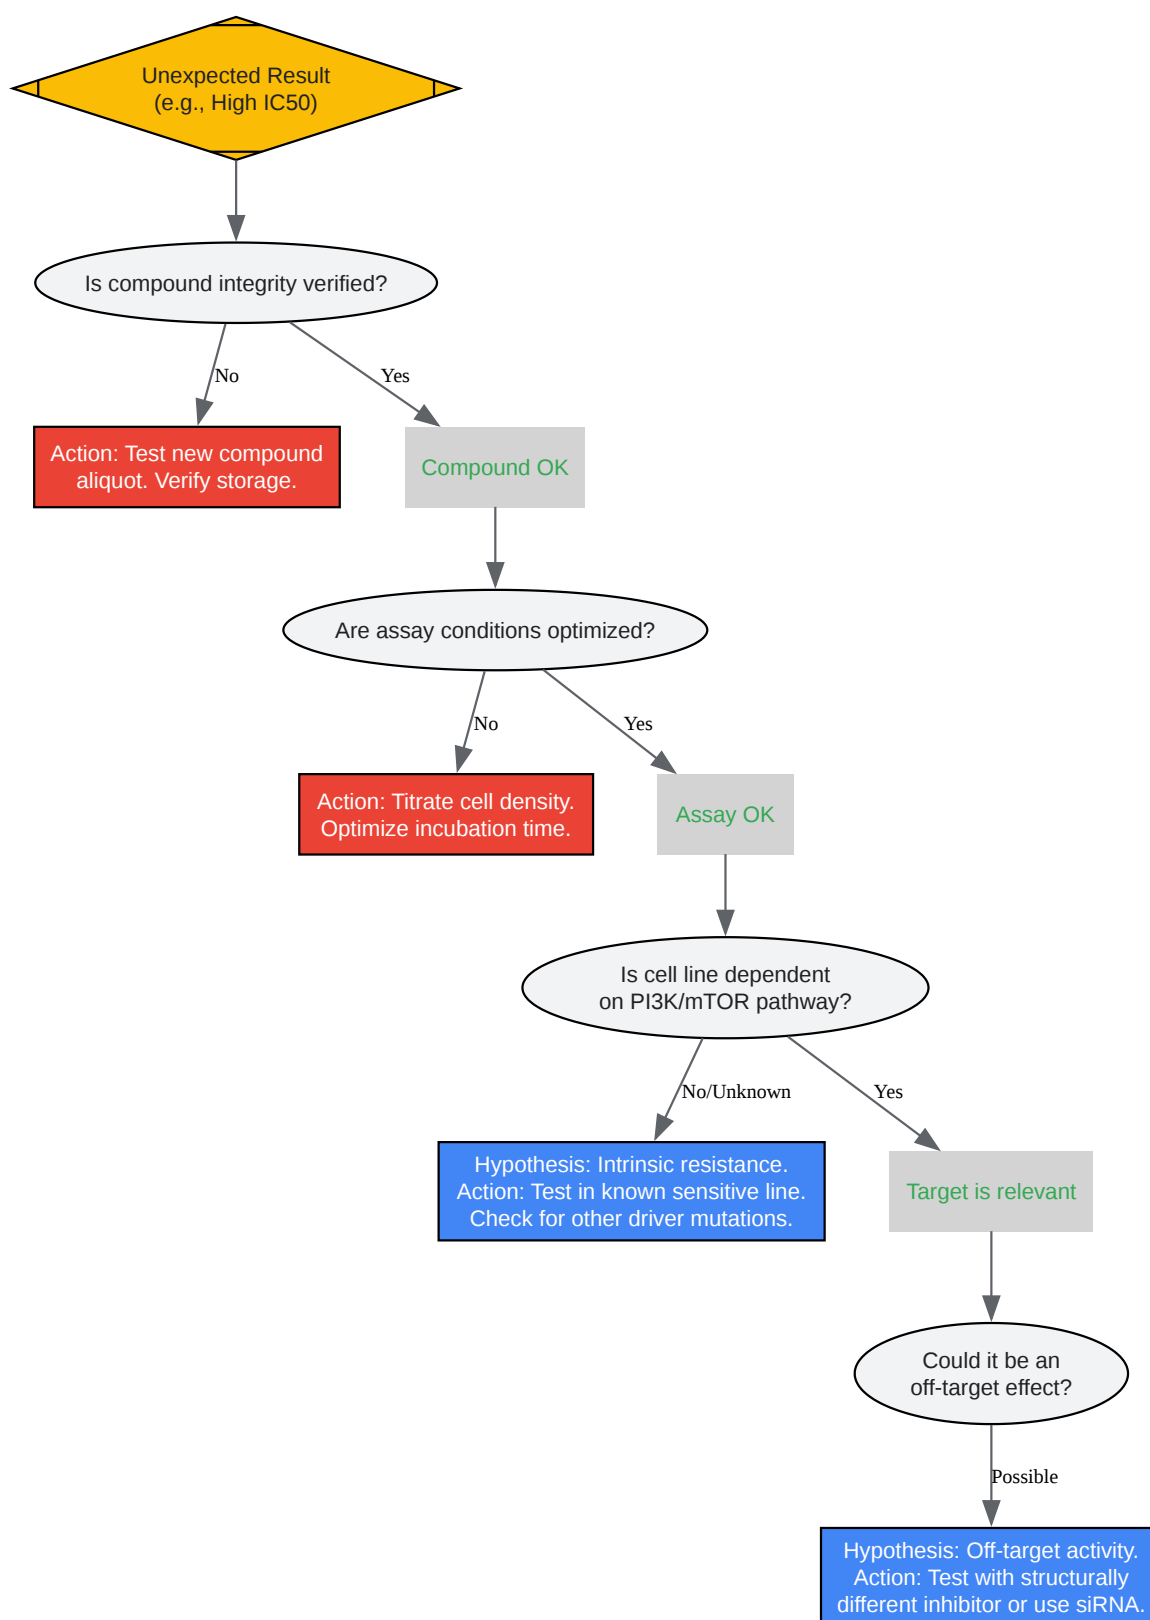 Unexpected Result
(e.g., High IC50)
Is compound integrity verified?
No
Yes
Action: Test new compound
aliquot. Verify storage.
Compound OK
Are assay conditions optimized?
No
Yes
Action: Titrate cell density.
Optimize incubation time.
Assay OK
Is cell line dependent
on PI3K/mTOR pathway?
No/Unknown
Yes
Hypothesis: Intrinsic resistance.
Action: Test in known sensitive line.
Check for other driver mutations.
Target is relevant
Could it be an
off-target effect?
Possible
Hypothesis: Off-target activity.
Action: Test with structurally
different inhibitor or use siRNA.